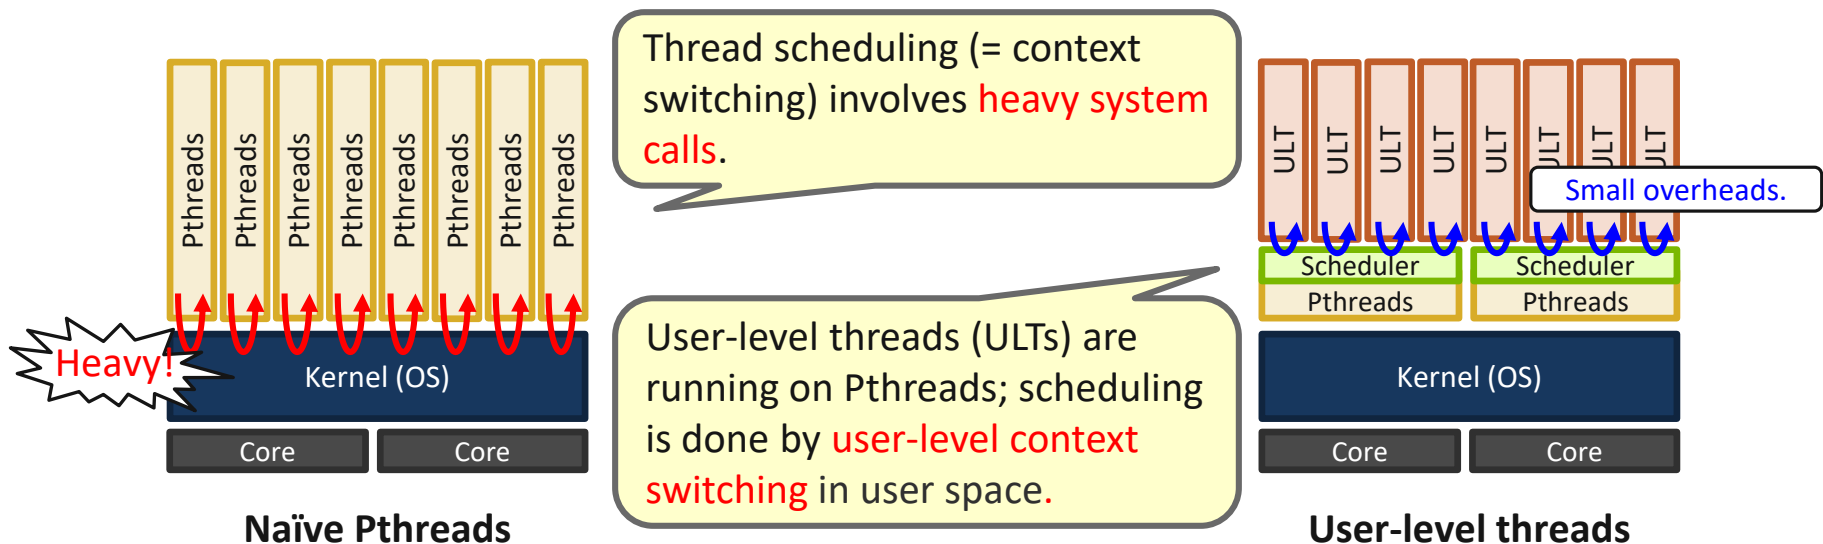 Pthreads
Pthreads
Pthreads
Pthreads
Pthreads
Pthreads
Pthreads
Pthreads
Heavy!
Kernel (OS)
Core
Core
Naïve Pthreads
Thread scheduling (= context
switching) involves heavy system
calls.
User-level threads (ULTs) are
running on Pthreads; scheduling
is done by user-level context
switching in user space.
ULT
ULT
ULT
ULT
ULT
ULT
ULT
ULT
Small overheads.
Scheduler
Scheduler
Pthreads
Pthreads
Kernel (OS)
Core
Core
User-level threads